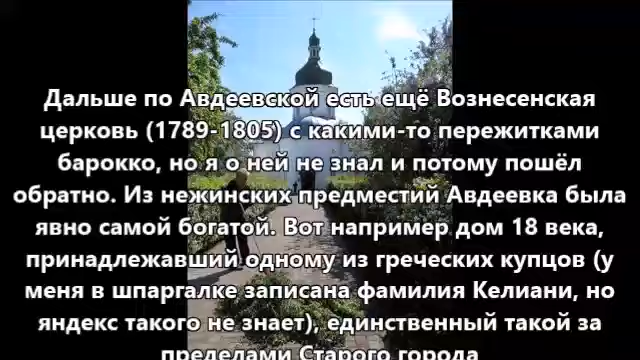 Дальше по Авдеевской есть ещё Вознесенская
церковь (1789-1805) с какими-то пережитками
барокко, но я о ней не знал и потому пошёл
обратно. Из нежинских предместий Авдеевка была
явно самой богатой. Вот например дом 18 века,
принадлежавший одному из греческих купцов (у
меня в шпаргалке записана фамилия Келиани, но
яндекс такого не знает), единственный такой за
пределами Старого города